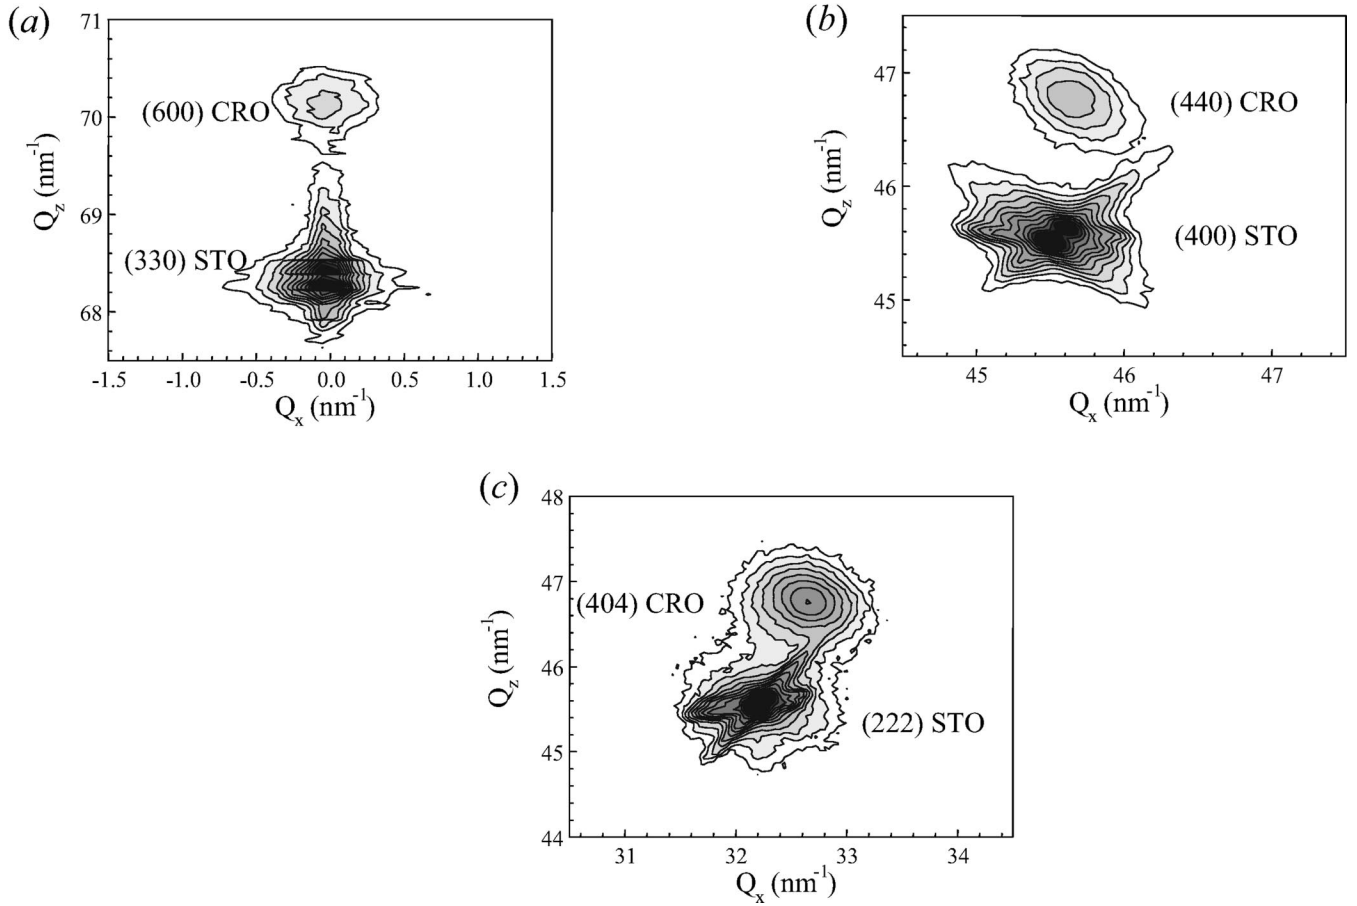 (a)
71
70
69
68
Q_z (nm^-1)
(600) CRO
(330) STO
-1.5 -1.0 -0.5 0.0 0.5 1.0 1.5
Q_x (nm^-1)
(b)
47
46
45
Q_z (nm^-1)
(440) CRO
(400) STO
45 46 47
Q_x (nm^-1)
(c)
48
47
46
45
44
Q_z (nm^-1)
(404) CRO
(222) STO
31 32 33 34
Q_x (nm^-1)